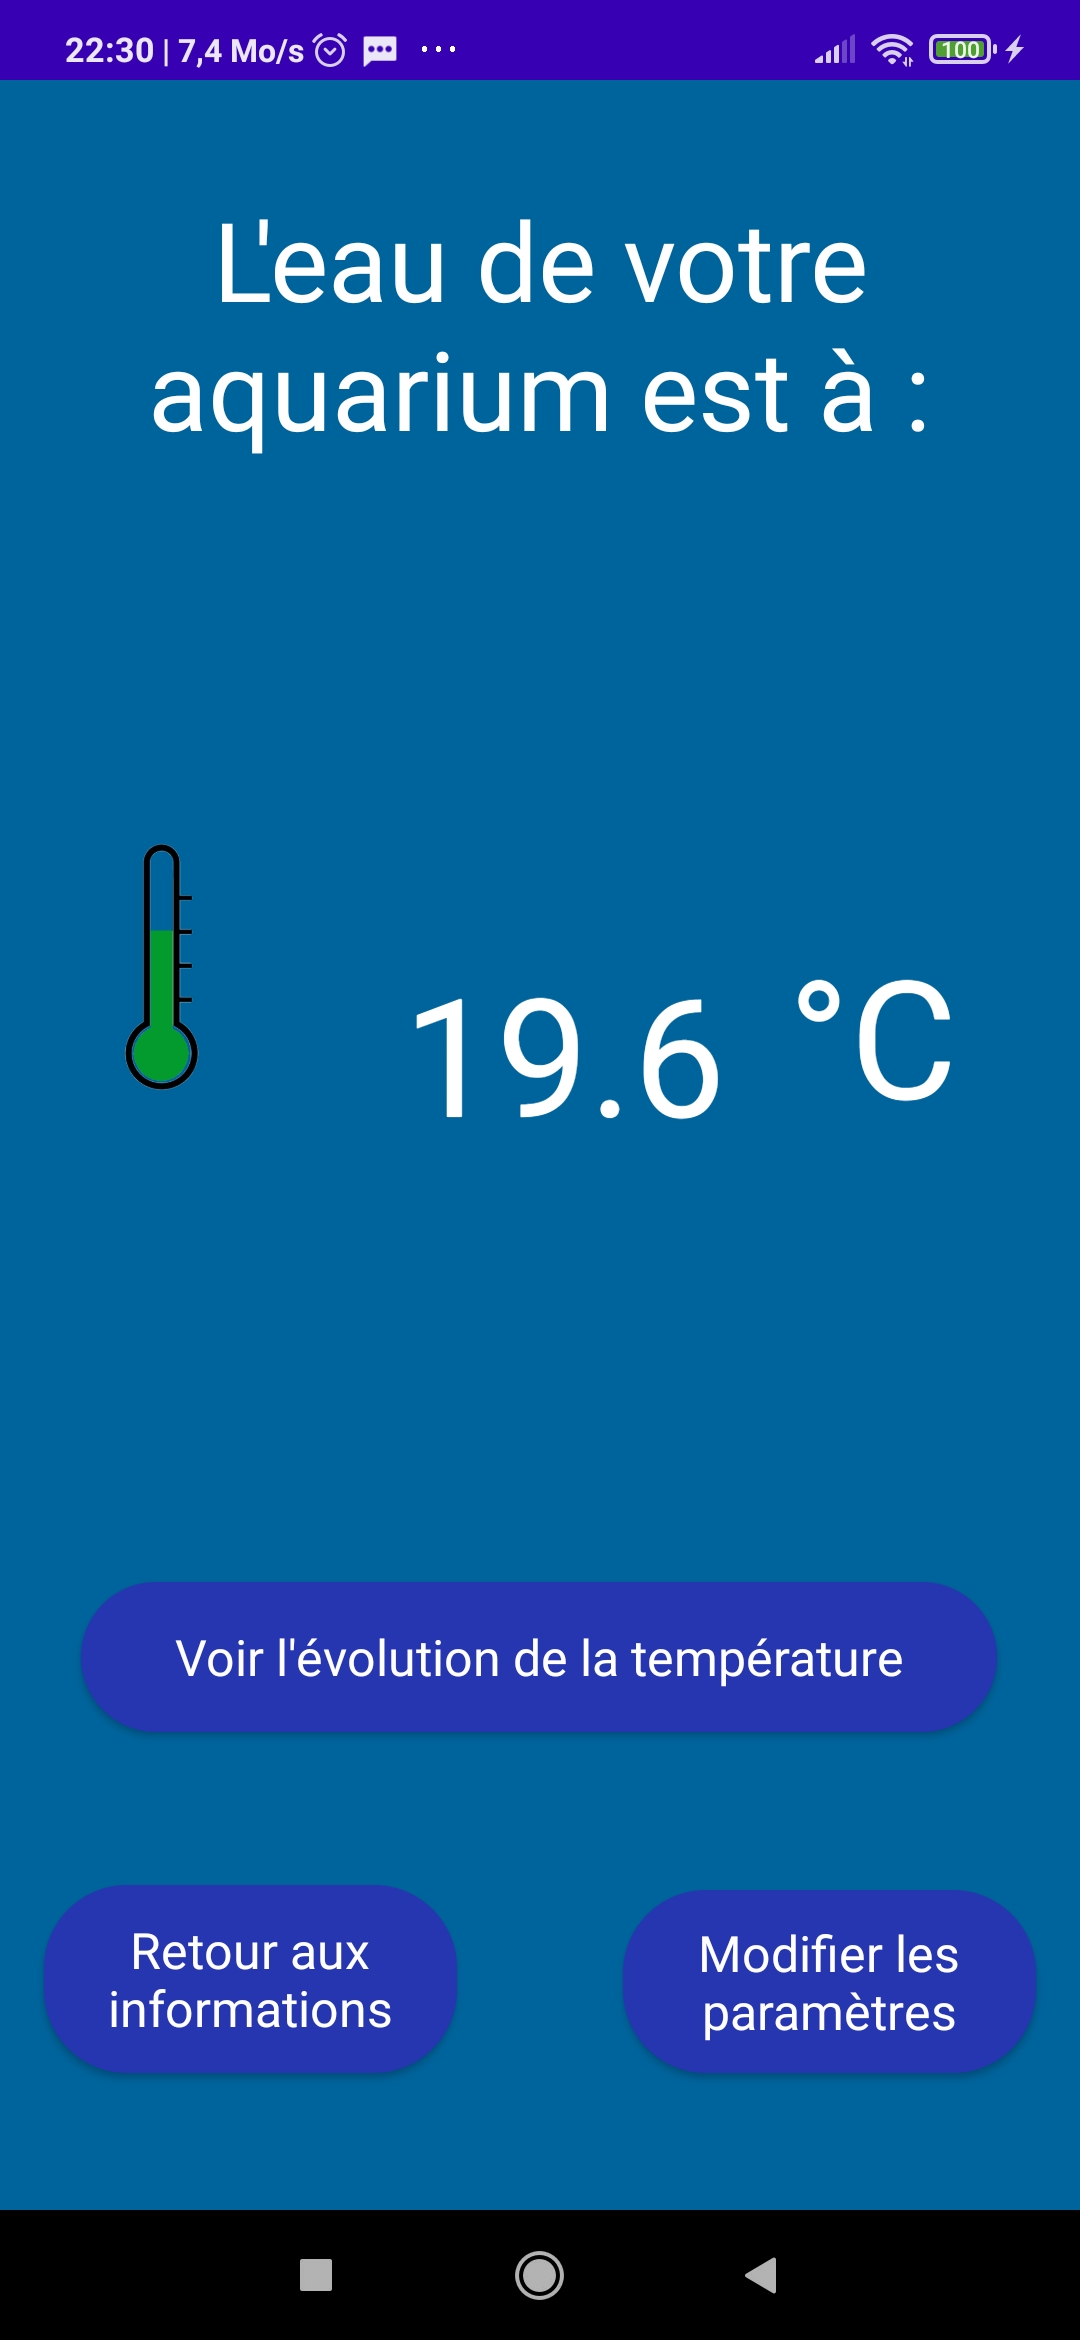 22:30 | 7,4 Mo/s
100
L'eau de votre
aquarium est à :
19.6 °C
Voir l'évolution de la température
Retour aux
informations
Modifier les
paramètres